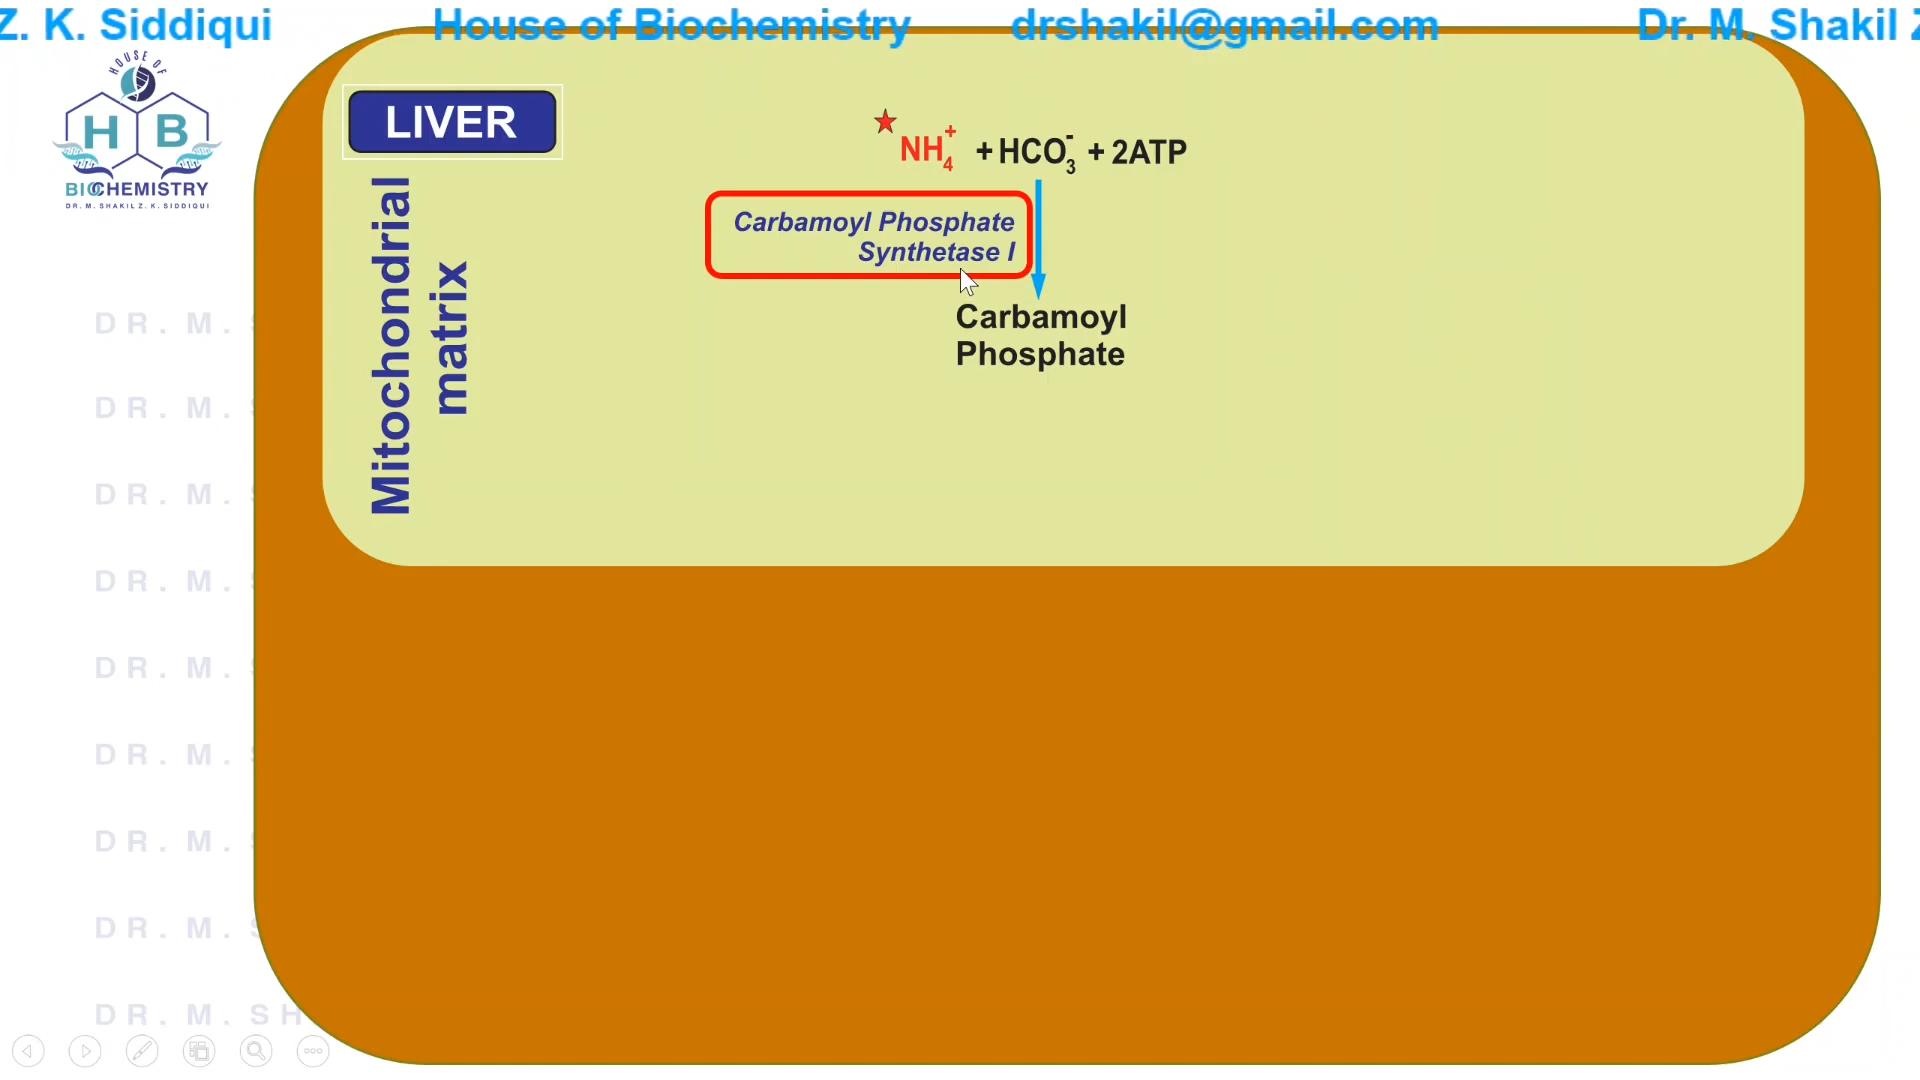 Z. K. Siddiqui House of Biochemistry drshakil@gmail.com Dr. M. Shakil Z
HOUSE OF
H B
BIOCHEMISTRY
DR. M. SHAKIL Z. K. SIDDIQUI
LIVER
Mitochondrial
matrix
NH4+ + HCO3- + 2ATP
Carbamoyl Phosphate
Synthetase I
Carbamoyl
Phosphate
DR. M. S
DR. M. S
DR. M. S
DR. M. S
DR. M. S
DR. M. S
DR. M. S
DR. M. S
DR. M. SH